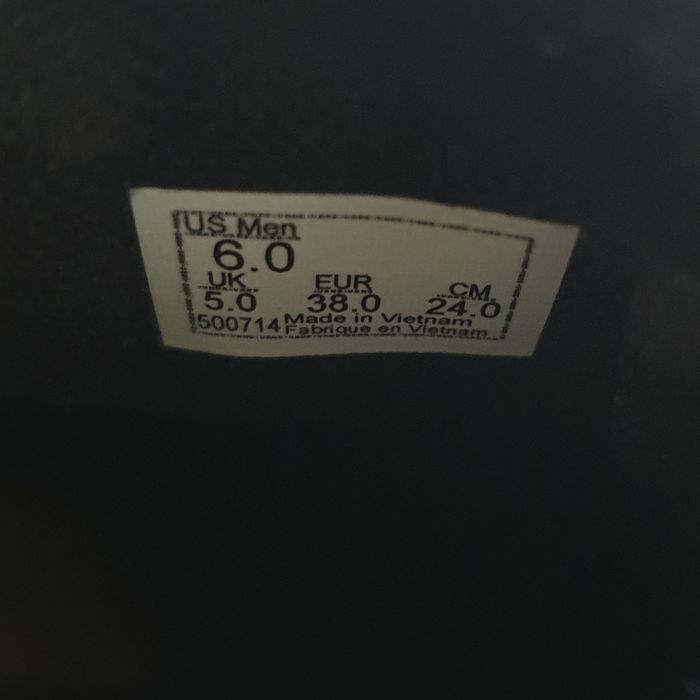 US Men
6.0
UK EUR CM
5.0 38.0 24.0
500714 Made in Vietnam
Fabrique en Vietnam